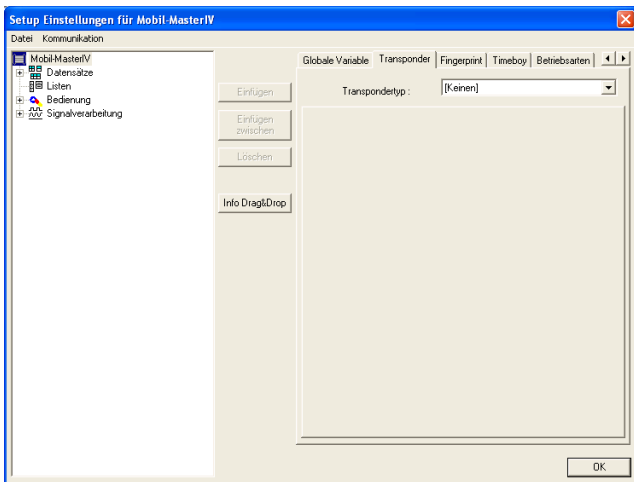 Setup Einstellungen für Mobil-MasterIV
Datei Kommunikation
Mobil-MasterIV
Datensätze
Listen
Bedienung
Signalverarbeitung
Einfügen
Einfügen
zwischen
Löschen
Info Drag&Drop
Globale Variable Transponder Fingerprint Timeboy Betriebsarten
Transpondertyp :
[Keinen]
OK